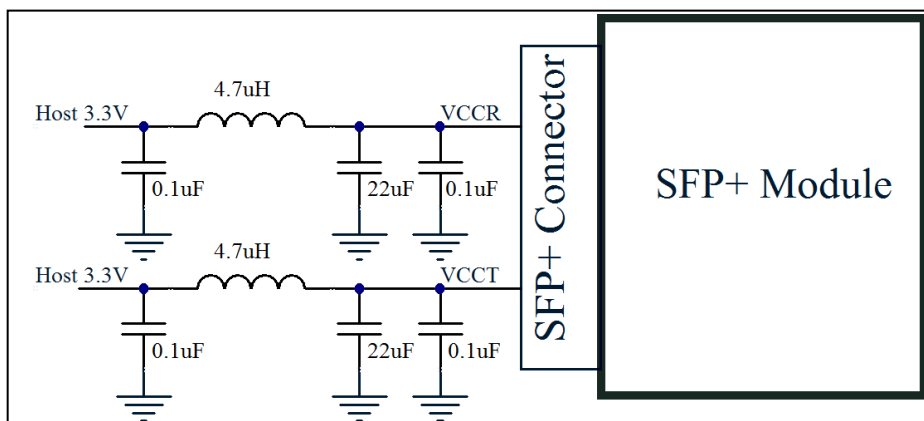 4.7uH
Host 3.3V
VCCR
0.1uF
22uF
0.1uF
4.7uH
Host 3.3V
VCCT
0.1uF
22uF
0.1uF
SFP+ Connector
SFP+ Module